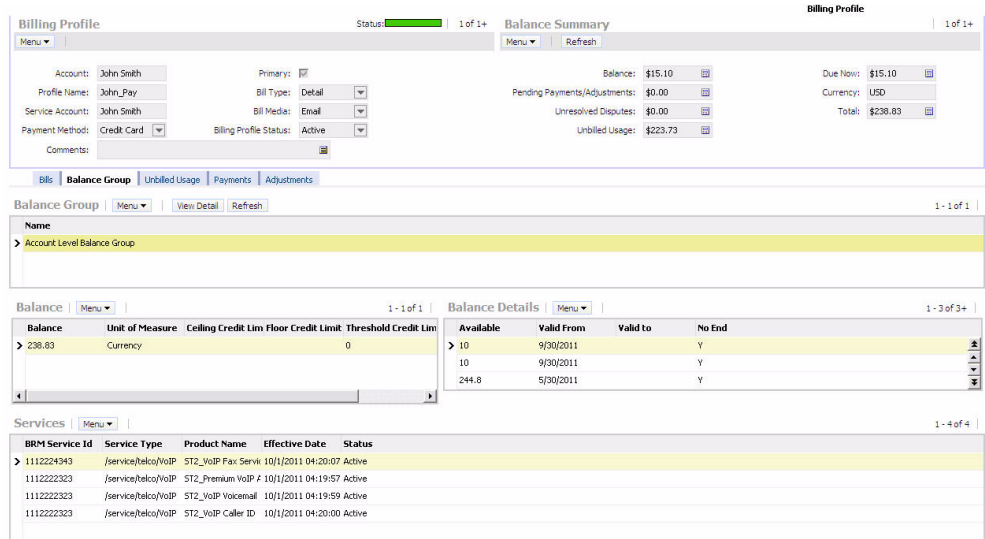 Billing Profile
Billing Profile Status: 1 of 1+ Balance Summary 1 of 1+
Menu Menu Refresh
Account: John Smith Primary: Balance: $15.10 Due Now: $15.10
Profile Name: John_Pay Bill Type: Detail Pending Payments/Adjustments: $0.00 Currency: USD
Service Account: John Smith Bill Media: Email Unresolved Disputes: $0.00 Total: $238.83
Payment Method: Credit Card Billing Profile Status: Active Unbilled Usage: $223.73
Comments:
Bills Balance Group Unbilled Usage Payments Adjustments
Balance Group Menu View Detail Refresh 1 - 1 of 1
Name
Account Level Balance Group
Balance Menu 1 - 1 of 1 Balance Details Menu 1 - 3 of 3+
Balance Unit of Measure Ceiling Credit Lim Floor Credit Limit Threshold Credit Lim Available Valid From Valid to No End
238.83 Currency 0 10 9/30/2011 Y
10 9/30/2011 Y
244.8 5/30/2011 Y
Services Menu 1 - 4 of 4
BRM Service Id Service Type Product Name Effective Date Status
1112224343 /service/telco/VoIP ST2_VoIP Fax Servic 10/1/2011 04:20:07 Active
1112222323 /service/telco/VoIP ST2_Premium VoIP A 10/1/2011 04:19:57 Active
1112222323 /service/telco/VoIP ST2_VoIP Voicemail 10/1/2011 04:19:59 Active
1112222323 /service/telco/VoIP ST2_VoIP Caller ID 10/1/2011 04:20:00 Active